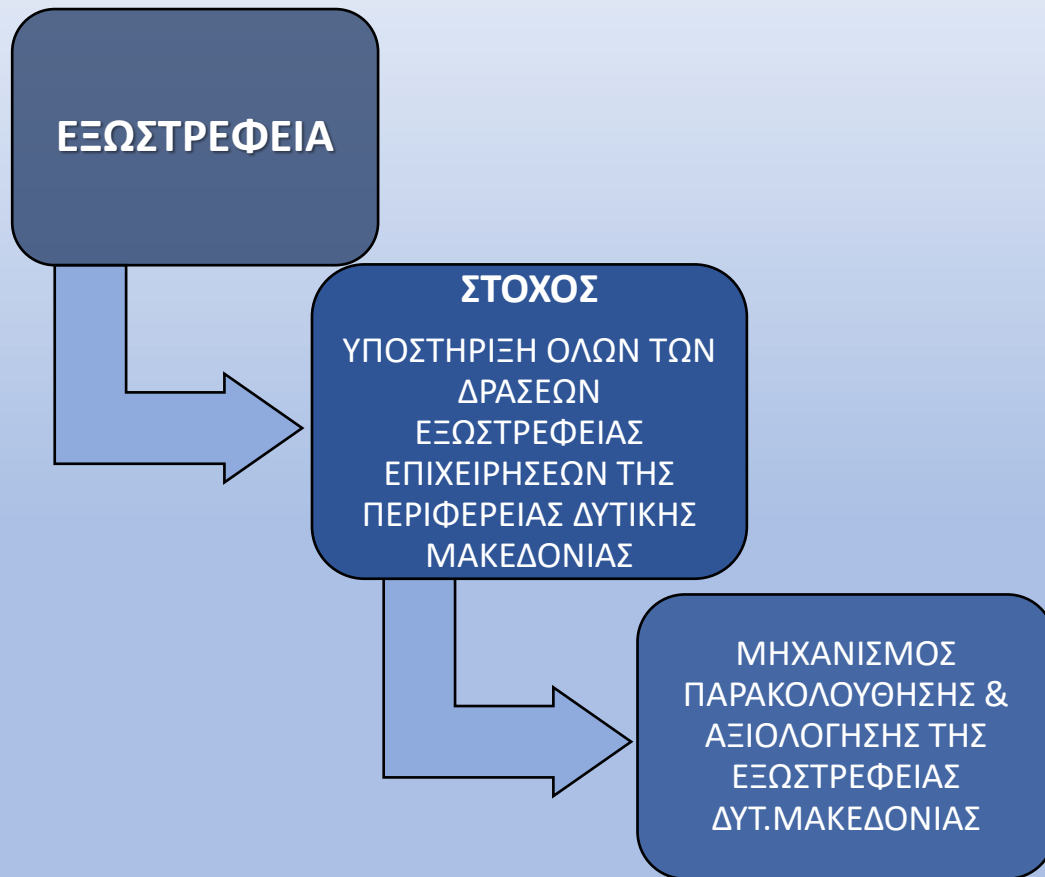 ΕΞΩΣΤΡΕΦΕΙΑ
ΣΤΟΧΟΣ
ΥΠΟΣΤΗΡΙΞΗ ΟΛΩΝ ΤΩΝ
ΔΡΑΣΕΩΝ
ΕΞΩΣΤΡΕΦΕΙΑΣ
ΕΠΙΧΕΙΡΗΣΕΩΝ ΤΗΣ
ΠΕΡΙΦΕΡΕΙΑΣ ΔΥΤΙΚΗΣ
ΜΑΚΕΔΟΝΙΑΣ
ΜΗΧΑΝΙΣΜΟΣ
ΠΑΡΑΚΟΛΟΥΘΗΣΗΣ &
ΑΞΙΟΛΟΓΗΣΗΣ ΤΗΣ
ΕΞΩΣΤΡΕΦΕΙΑΣ
ΔΥΤ.ΜΑΚΕΔΟΝΙΑΣ